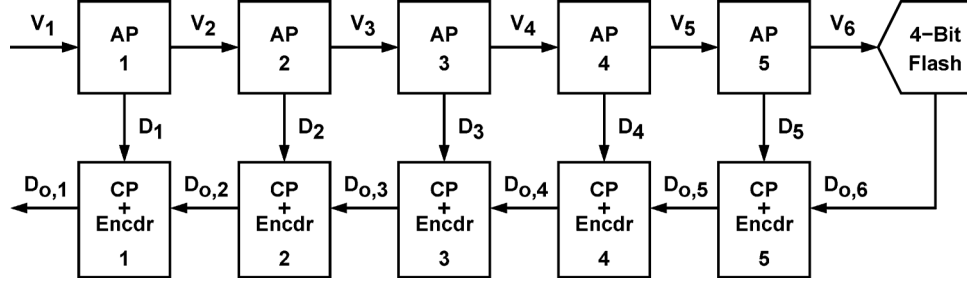 V1 V2 V3 V4 V5 V6
AP AP AP AP AP 4−Bit
1 2 3 4 5 Flash
D1 D2 D3 D4 D5
Do,1 Do,2 Do,3 Do,4 Do,5 Do,6
CP CP CP CP CP
+ + + + +
Encdr Encdr Encdr Encdr Encdr
1 2 3 4 5